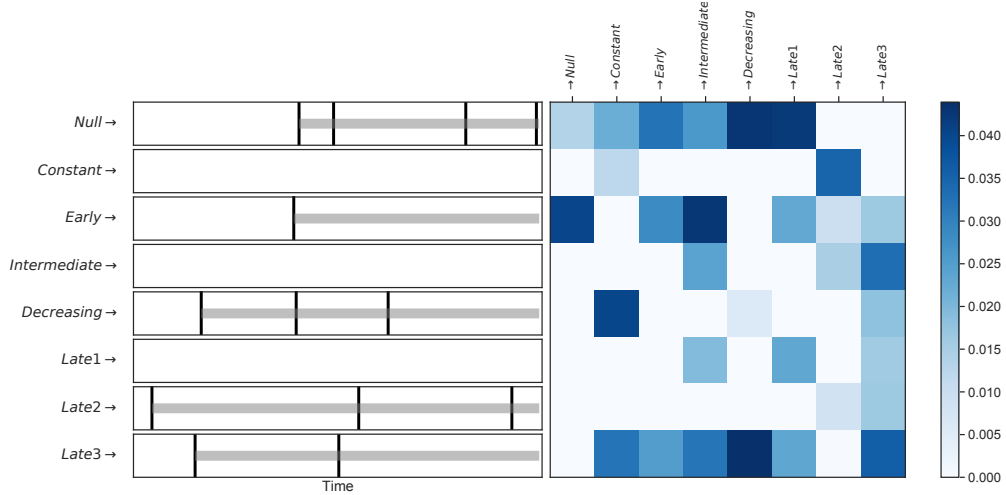 →Null
→Constant
→Early
→Intermediate
→Decreasing
→Late1
→Late2
→Late3
Null→
Constant→
Early→
Intermediate→
Decreasing→
Late1→
Late2→
Late3→
Time
0.040
0.035
0.030
0.025
0.020
0.015
0.010
0.005
0.000